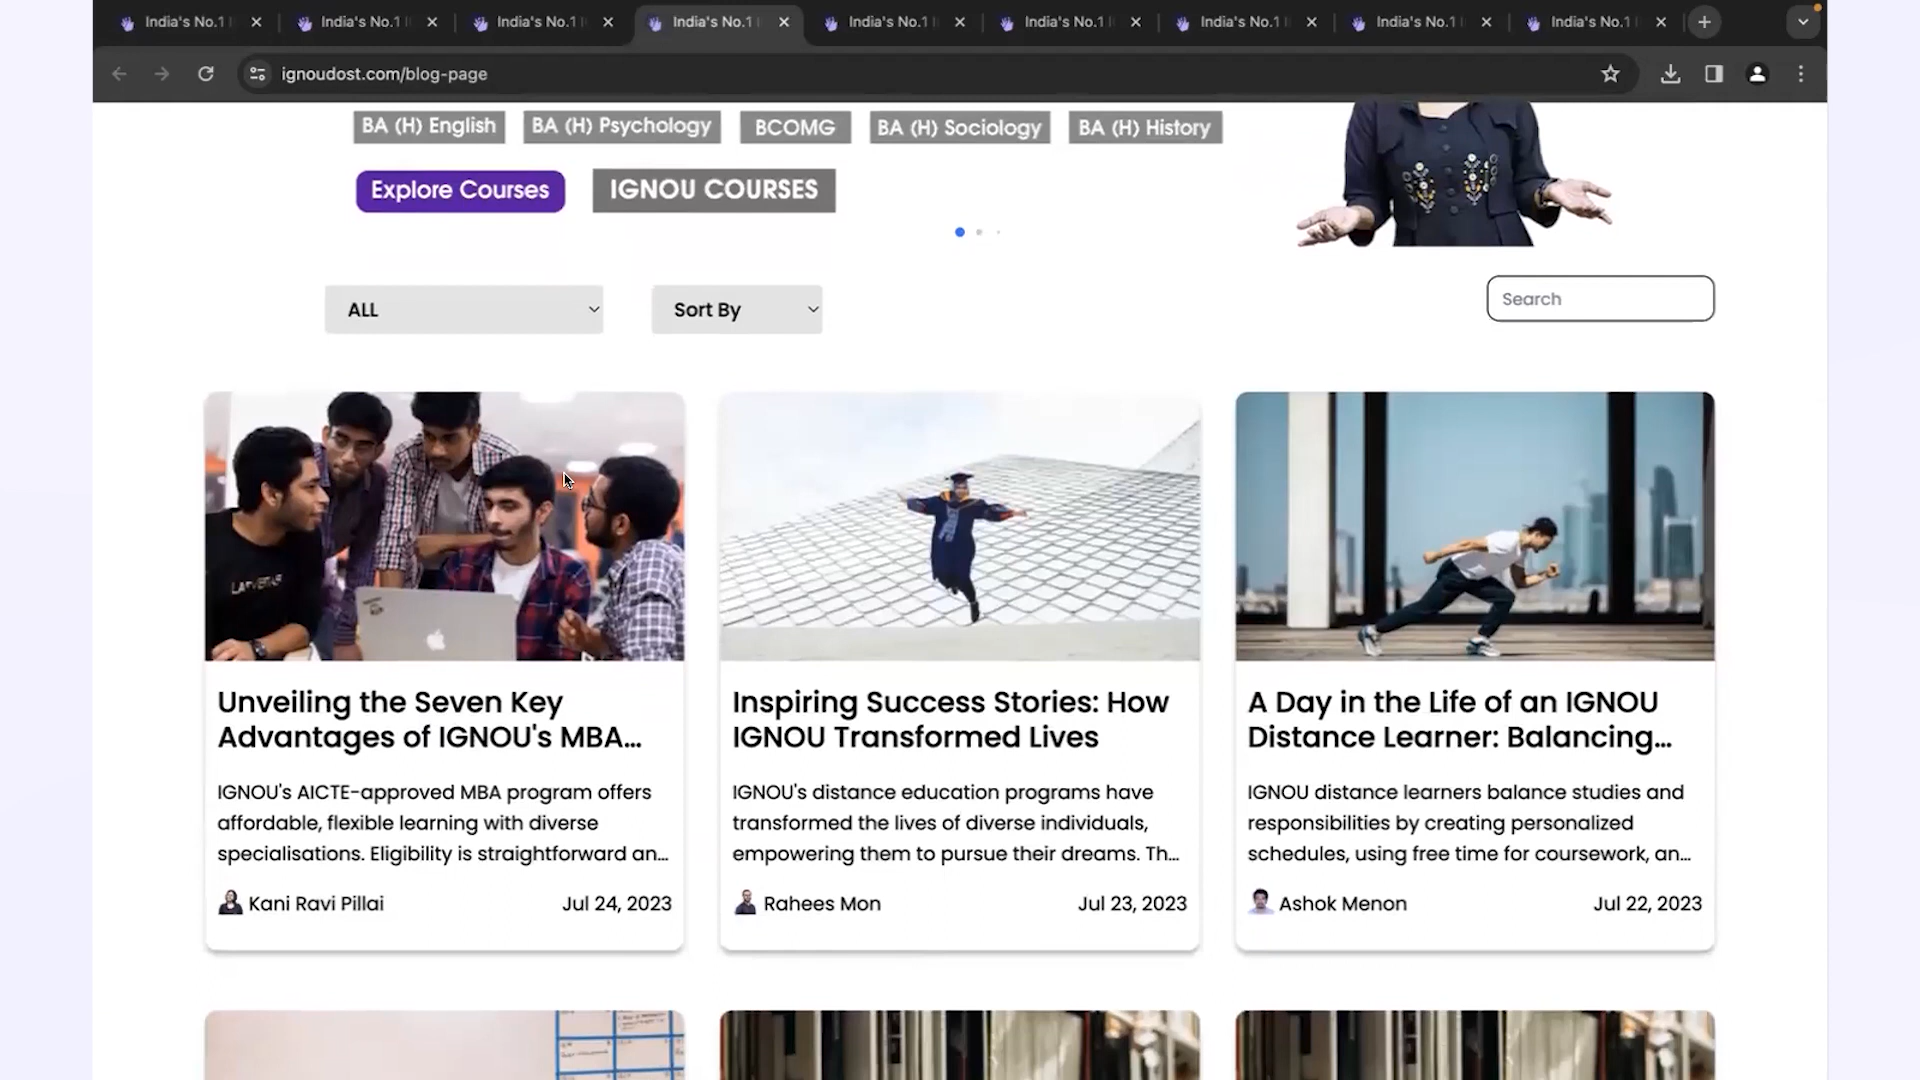 India's No.1 I
India's No.1 I
India's No.1
India's No.1
India's No.1 I
India's No.1 I
India's No.1 I
India's No.1 I
India's No.1 I
ignoudost.com/blog-page
BA (H) English
BA (H) Psychology
BCOMG
BA (H) Sociology
BA (H) History
Explore Courses
IGNOU COURSES
ALL
Sort By
Search
Unveiling the Seven Key
Advantages of IGNOU's MBA...
IGNOU's AICTE-approved MBA program offers
affordable, flexible learning with diverse
specialisations. Eligibility is straightforward an...
Kani Ravi Pillai
Jul 24, 2023
Inspiring Success Stories: How
IGNOU Transformed Lives
IGNOU's distance education programs have
transformed the lives of diverse individuals,
empowering them to pursue their dreams. Th...
Rahees Mon
Jul 23, 2023
A Day in the Life of an IGNOU
Distance Learner: Balancing...
IGNOU distance learners balance studies and
responsibilities by creating personalized
schedules, using free time for coursework, an...
Ashok Menon
Jul 22, 2023